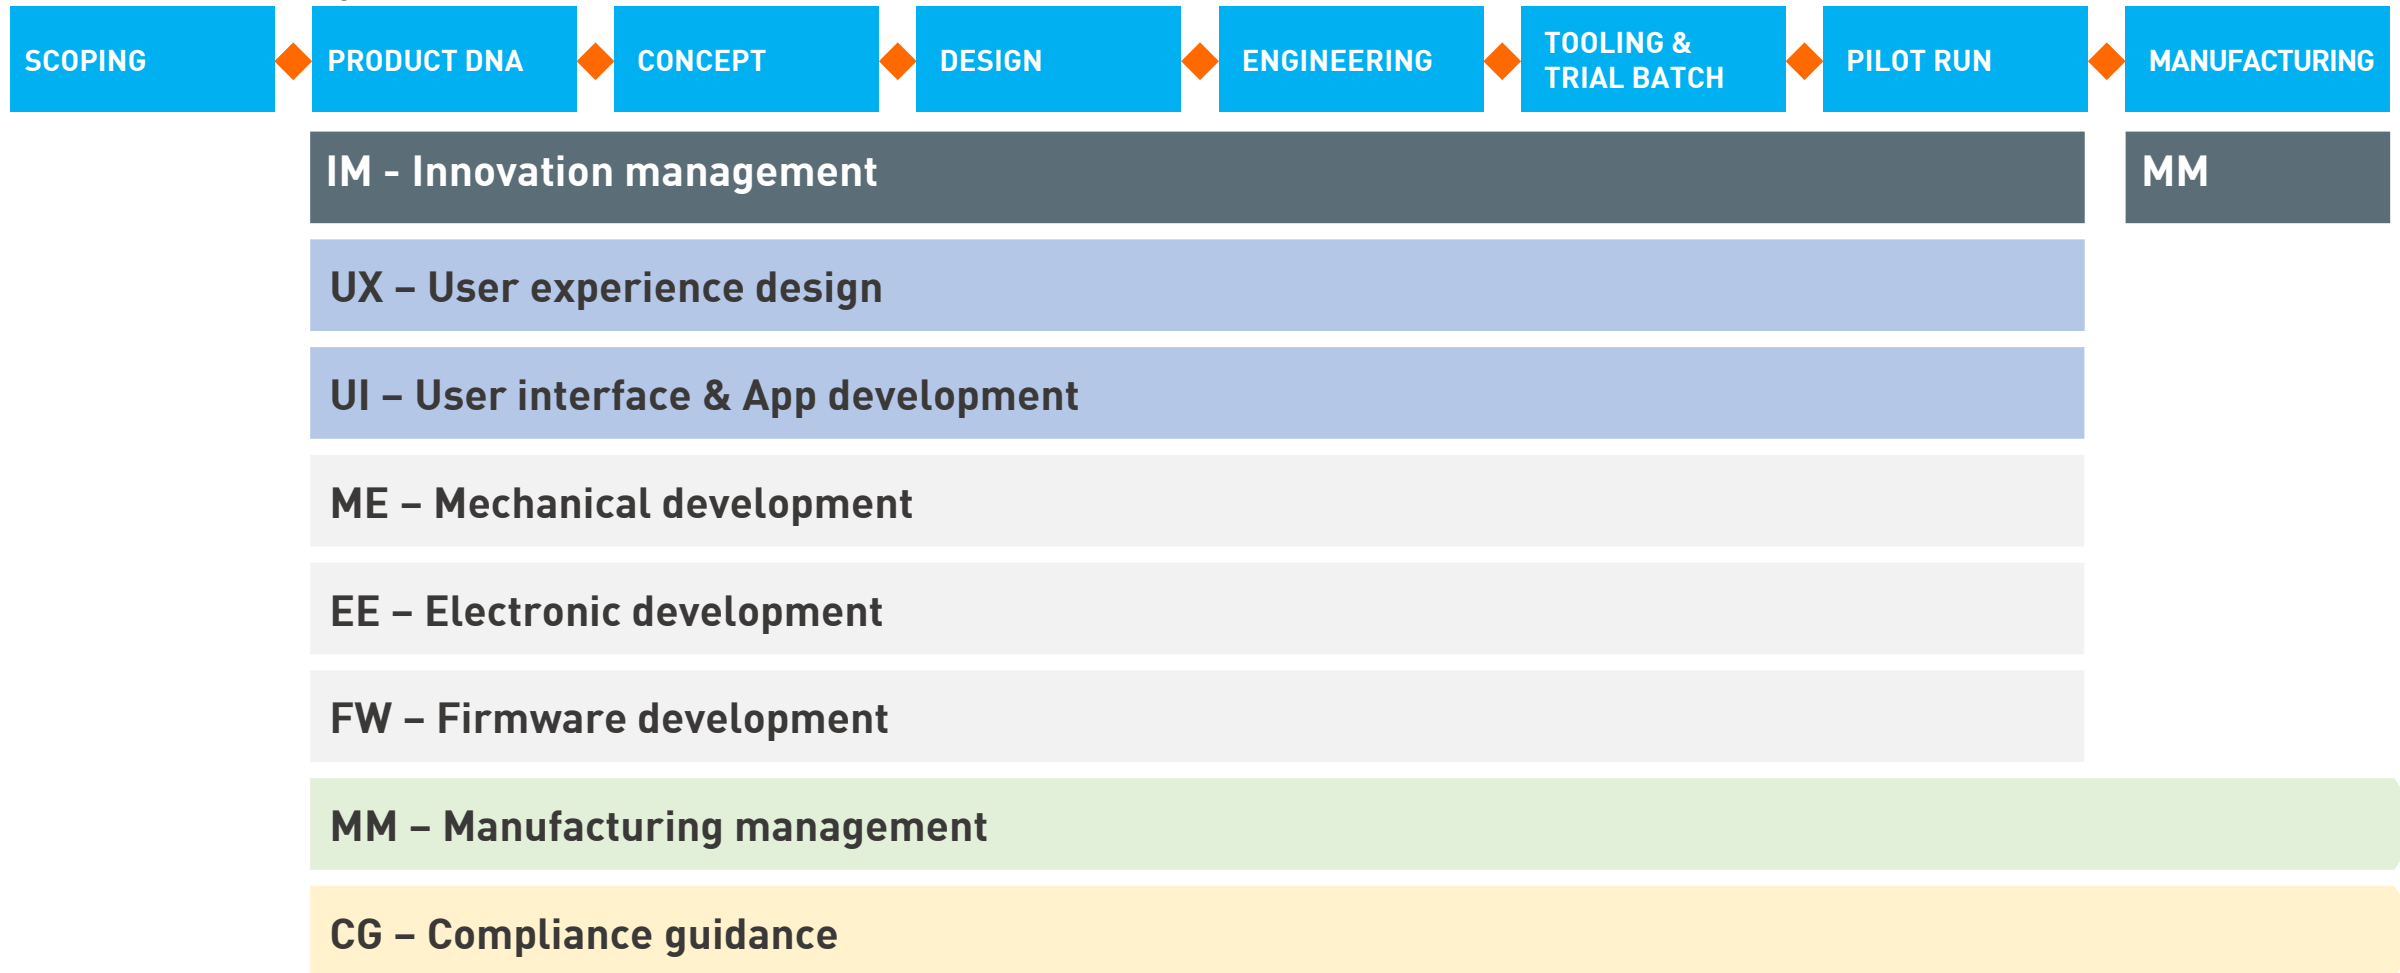 SCOPING
PRODUCT DNA
CONCEPT
DESIGN
ENGINEERING
TOOLING &
TRIAL BATCH
PILOT RUN
MANUFACTURING
IM - Innovation management
MM
UX – User experience design
UI – User interface & App development
ME – Mechanical development
EE – Electronic development
FW – Firmware development
MM – Manufacturing management
CG – Compliance guidance